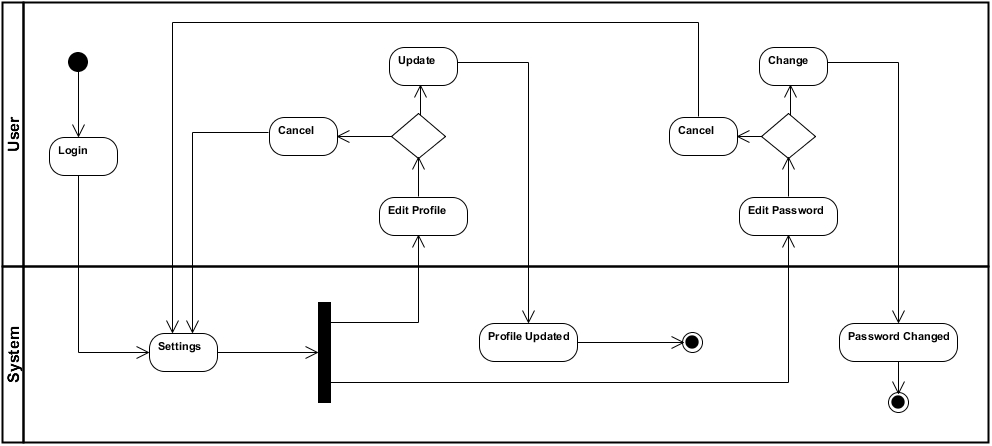 User
Update
Change
Cancel
Cancel
Login
Edit Profile
Edit Password
System
Settings
Profile Updated
Password Changed